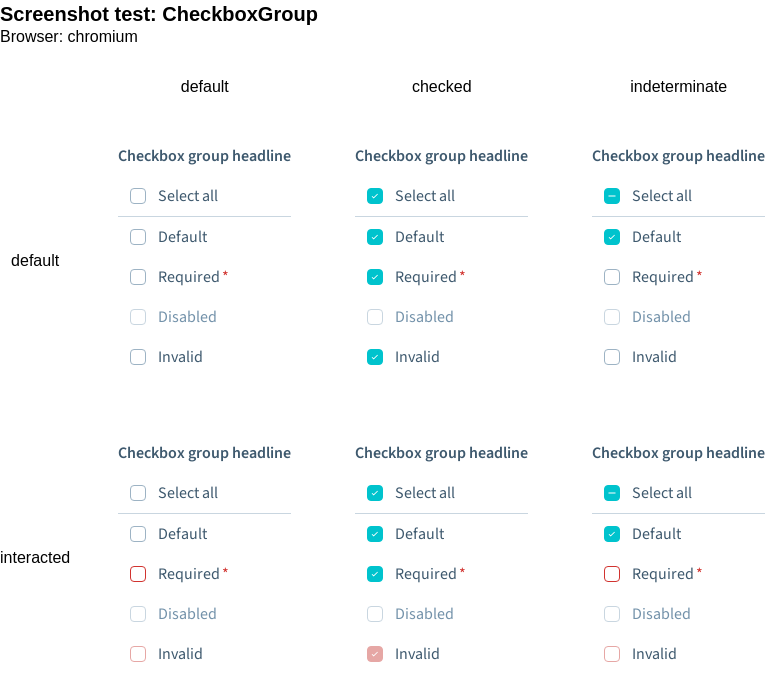 Screenshot test: CheckboxGroup
Browser: chromium
default checked indeterminate
Checkbox group headline Checkbox group headline Checkbox group headline
Select all Select all Select all
Default Default Default
default
Required * Required * Required *
Disabled Disabled Disabled
Invalid Invalid Invalid
Checkbox group headline Checkbox group headline Checkbox group headline
Select all Select all Select all
Default Default Default
interacted
Required * Required * Required *
Disabled Disabled Disabled
Invalid Invalid Invalid